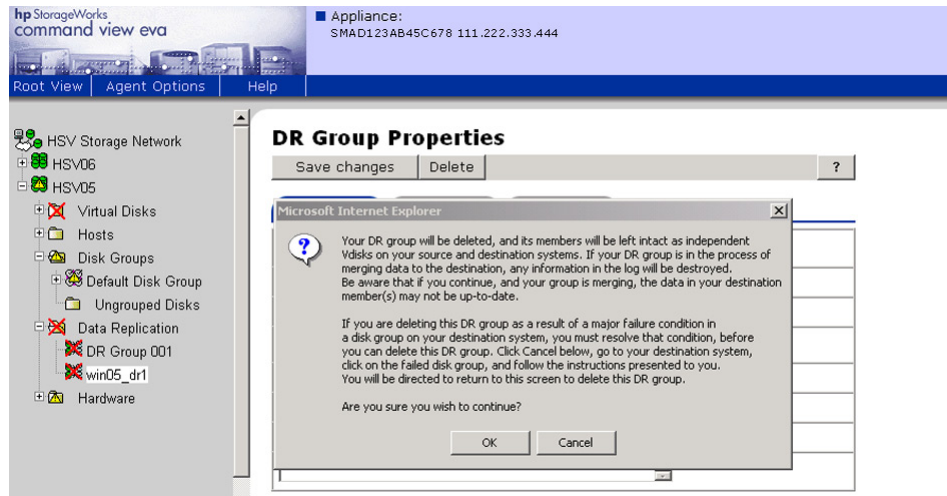 hp StorageWorks
command view eva
Appliance:
SMAD123AB45C678 111.222.333.444
Root View Agent Options Help
HSV Storage Network
HSV06
HSV05
Virtual Disks
Hosts
Disk Groups
Default Disk Group
Ungrouped Disks
Data Replication
DR Group 001
win05_dr1
Hardware
DR Group Properties
Save changes Delete ?
Microsoft Internet Explorer
Your DR group will be deleted, and its members will be left intact as independent
Vdisks on your source and destination systems. If your DR group is in the process of
merging data to the destination, any information in the log will be destroyed.
Be aware that if you continue, and your group is merging, the data in your destination
member(s) may not be up-to-date.
If you are deleting this DR group as a result of a major failure condition in
a disk group on your destination system, you must resolve that condition, before
you can delete this DR group. Click Cancel below, go to your destination system,
click on the failed disk group, and follow the instructions presented to you.
You will be directed to return to this screen to delete this DR group.
Are you sure you wish to continue?
OK Cancel